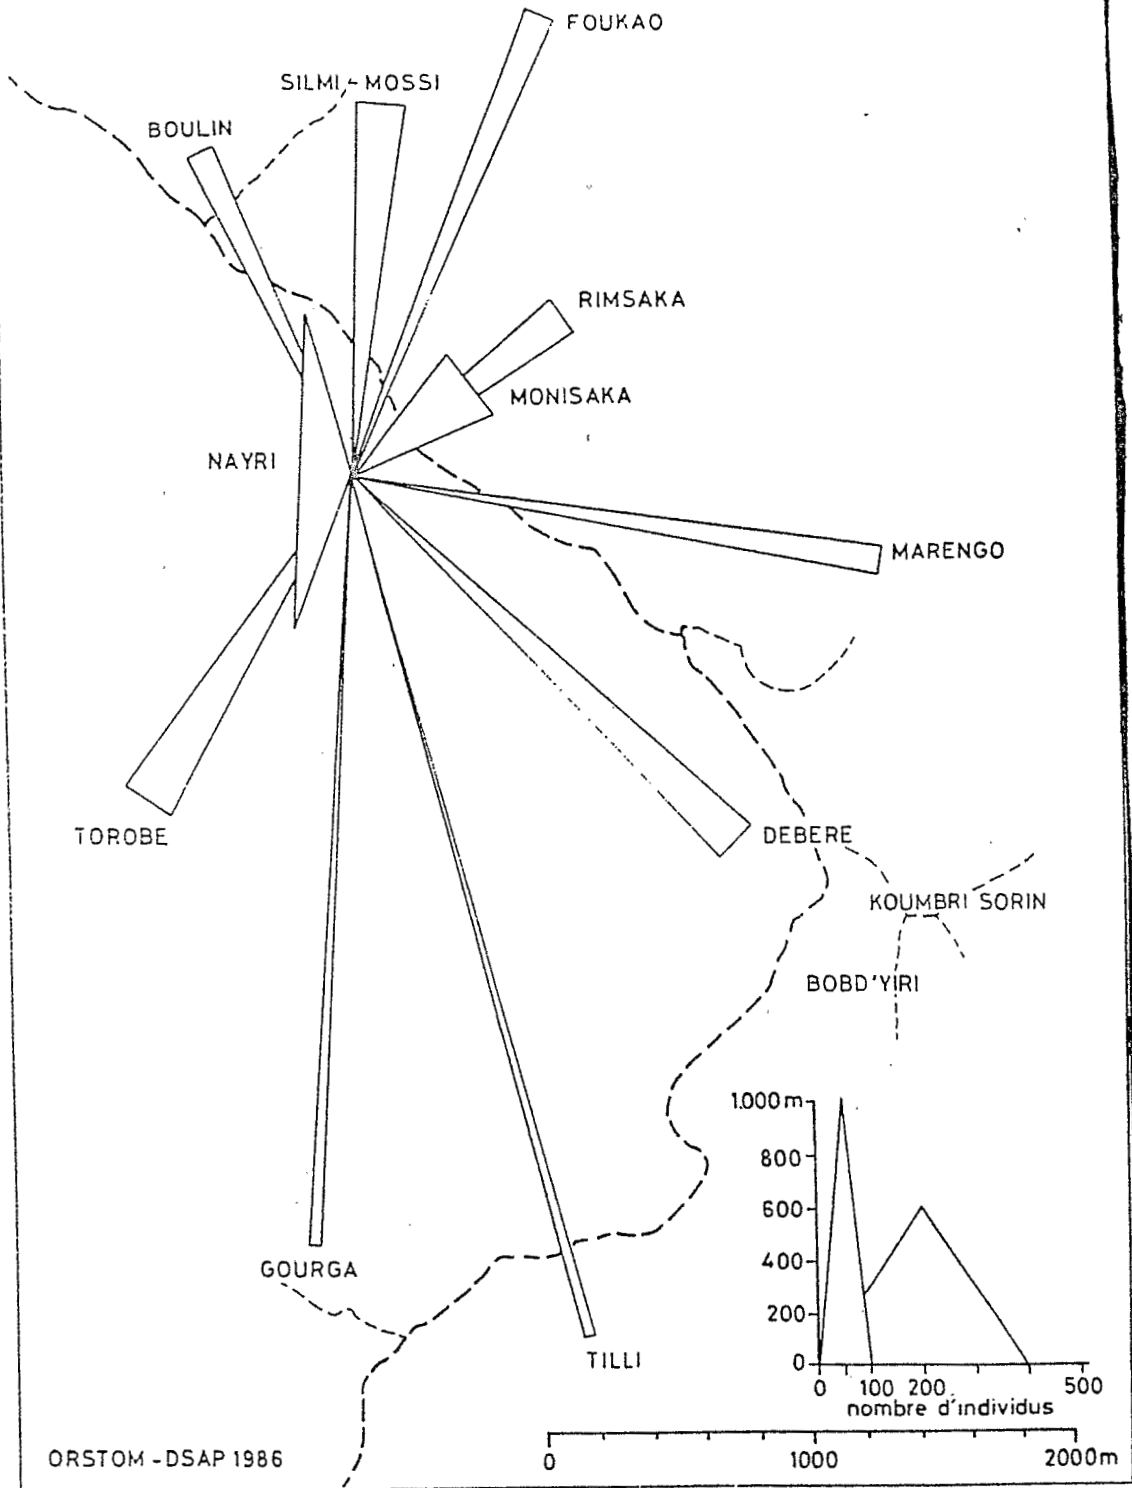 FOUKAO
SILMI-MOSSI
BOULIN
RIMSAKA
MONISAKA
NAYRI
MARENGO
TOROBE
DEBERE
KOUMBRI SORIN
BOBD'YIRI
GOURGA
TILLI
1.000m
800
600
400
200
0
0 100 200 500
nombre d'individus
0 1000 2000m
ORSTOM-DSAP 1986